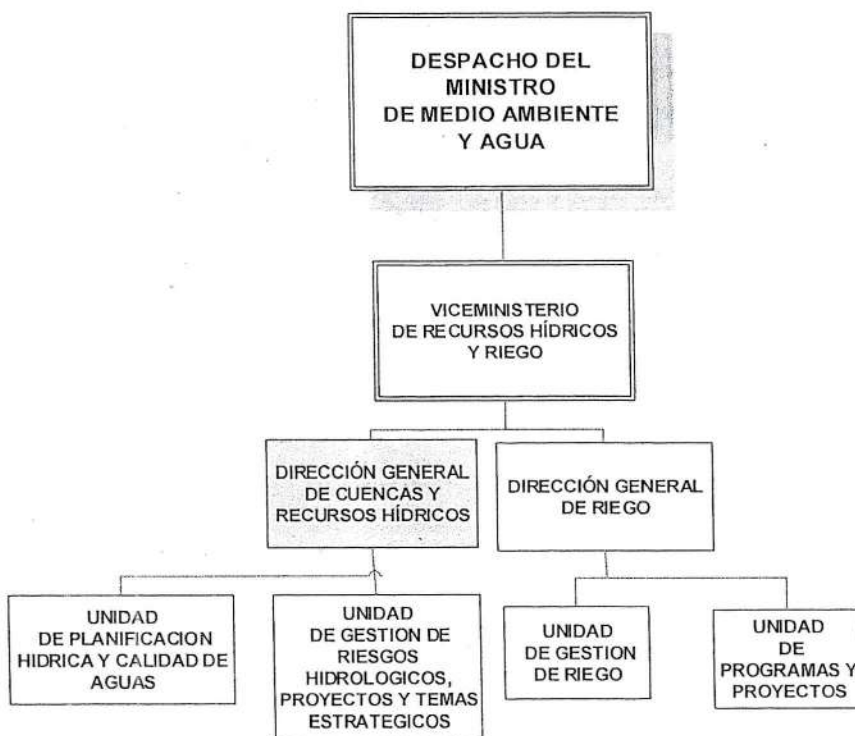 DESPACHO DEL
MINISTRO
DE MEDIO AMBIENTE
Y AGUA
VICEMINISTERIO
DE RECURSOS HÍDRICOS
Y RIEGO
DIRECCIÓN GENERAL
DE CUENCAS Y
RECURSOS HÍDRICOS
DIRECCIÓN GENERAL
DE RIEGO
UNIDAD
DE PLANIFICACION
HIDRICA Y CALIDAD DE
AGUAS
UNIDAD
DE GESTION DE
RIESGOS
HIDROLOGICOS,
PROYECTOS Y TEMAS
ESTRATEGICOS
UNIDAD
DE GESTION
DE RIEGO
UNIDAD
DE
PROGRAMAS Y
PROYECTOS